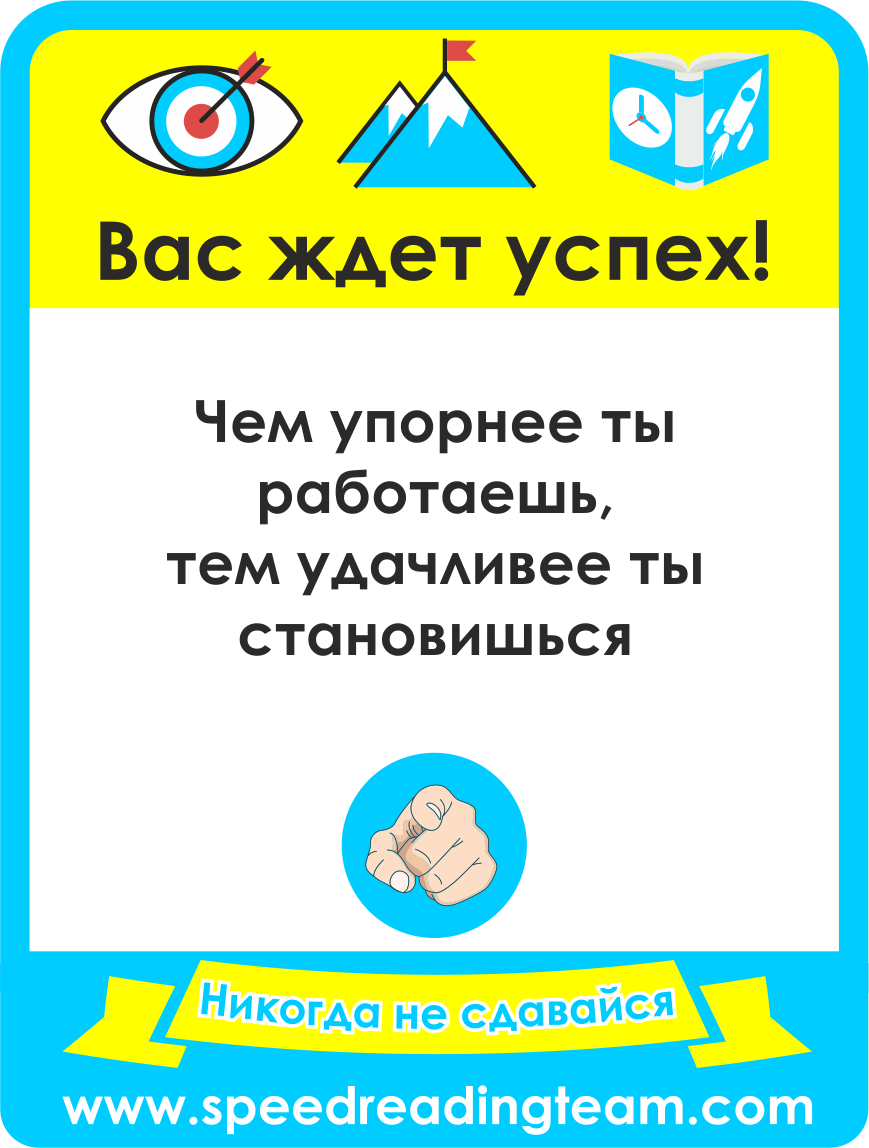 Вас ждет успех!
Чем упорнее ты
работаешь,
тем удачливее ты
становишься
Никогда не сдавайся
www.speedreadingteam.com